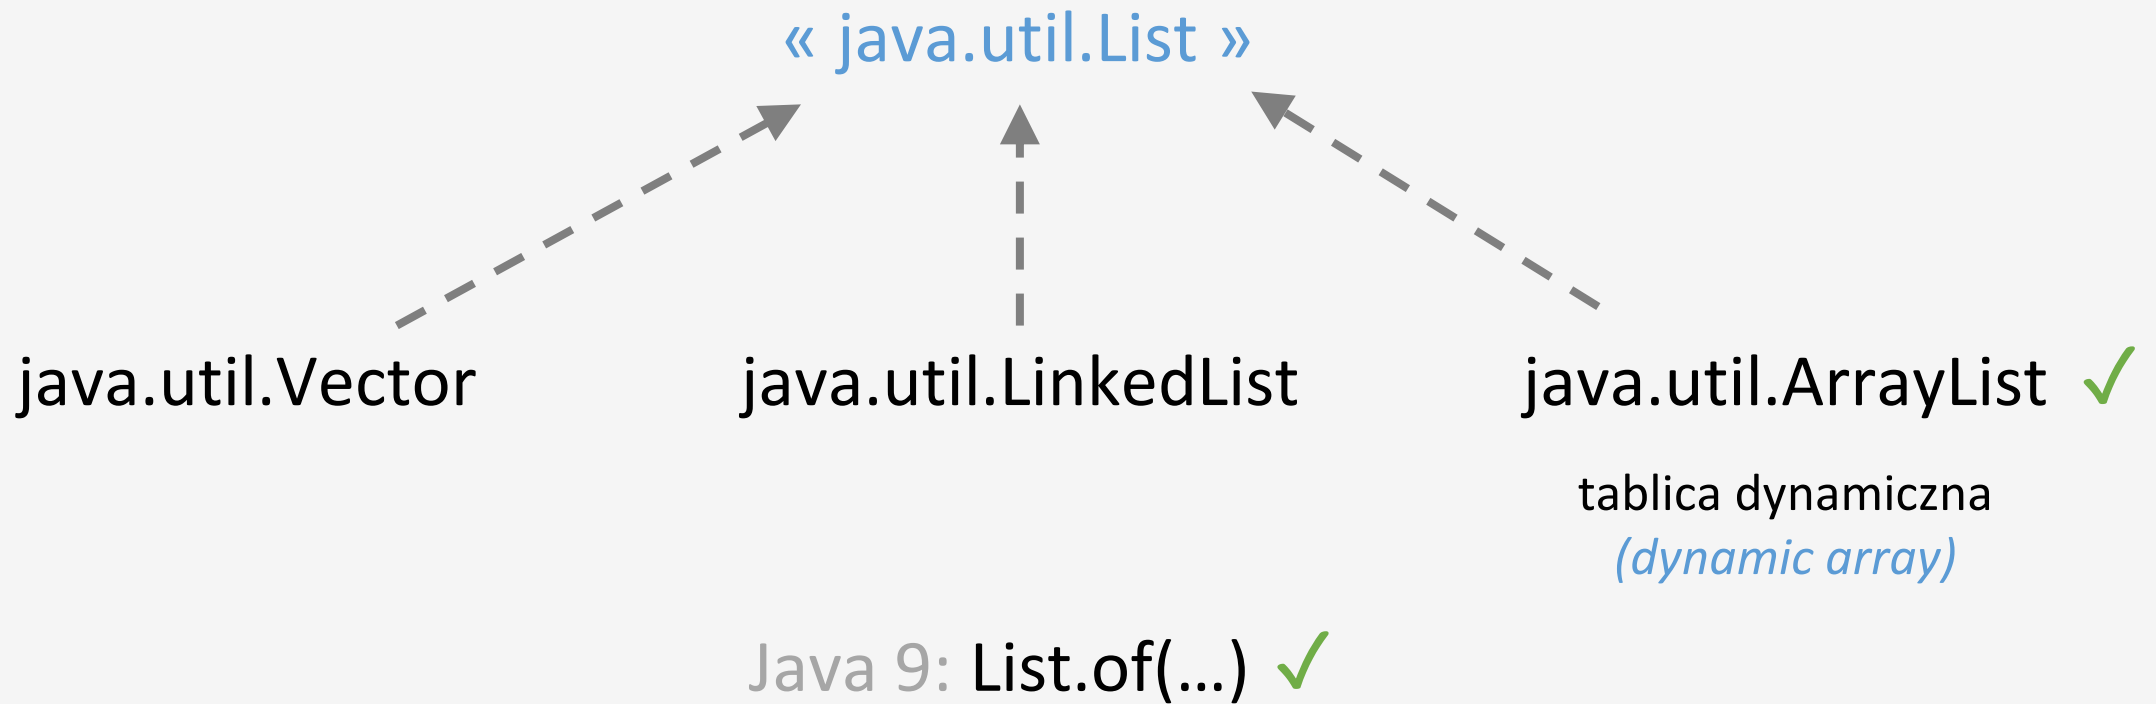 « java.util.List »
java.util.Vector
java.util.LinkedList
java.util.ArrayList ✓
tablica dynamiczna
(dynamic array)
Java 9: List.of(...) ✓